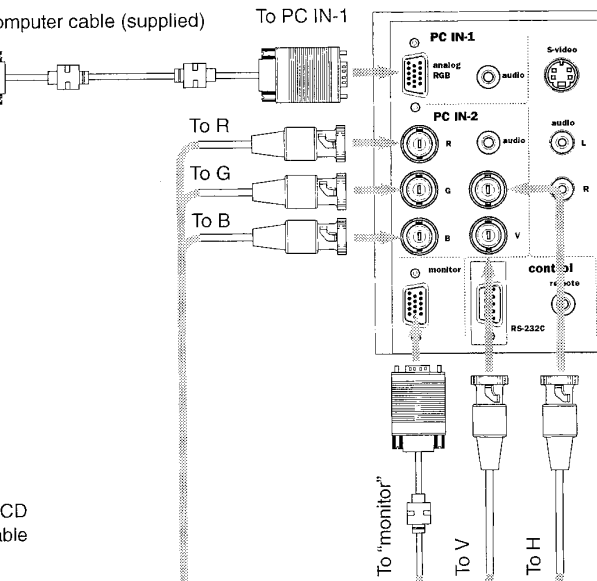 omputer cable (supplied)
To PC IN-1
PC IN-1
analog
RGB
audio
S-video
PC IN-2
To R
R
audio
audio
L
To G
G
R
To B
B
V
monitor
control
remote
RS-232C
CD
able
To "monitor"
To V
To H